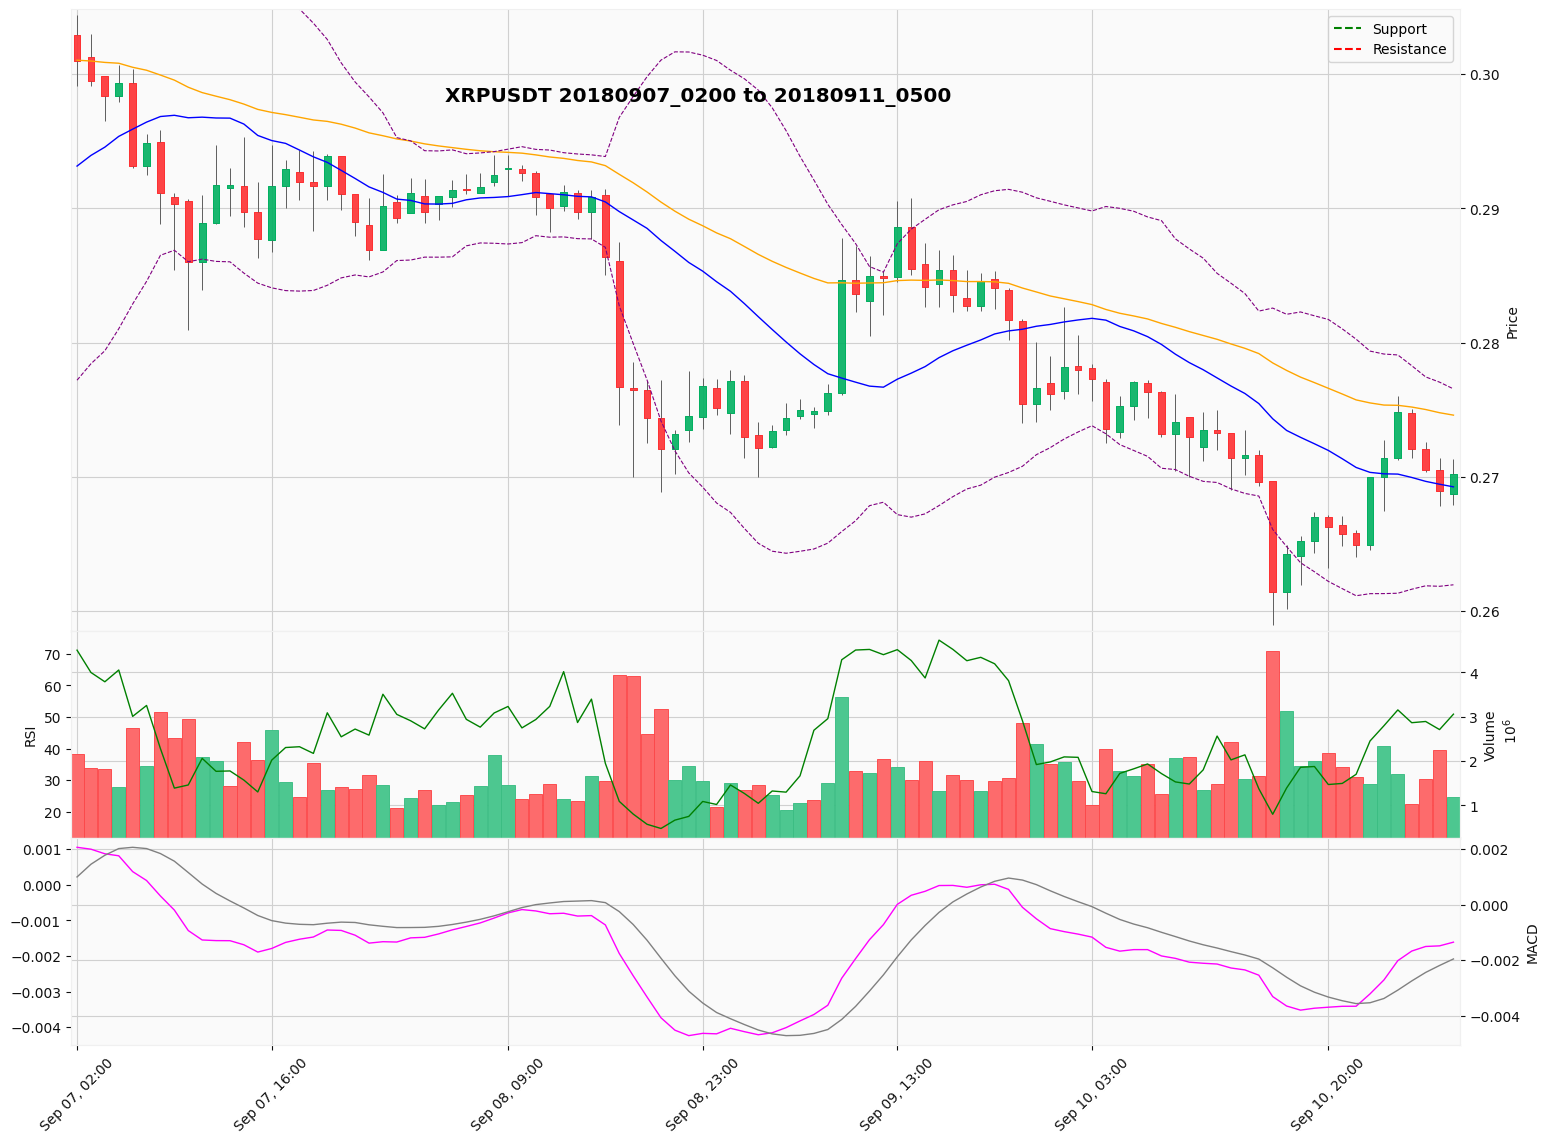 XRPUSDT 20180907_0200 to 20180911_0500
Support
Resistance
0.30
0.29
0.28
0.27
0.26
Price
70
60
50
40
30
20
RSI
4
3
2
1
Volume
10^6
0.001
0.000
−0.001
−0.002
−0.003
−0.004
0.002
0.000
−0.002
−0.004
MACD
Sep 07, 02:00
Sep 07, 16:00
Sep 08, 09:00
Sep 08, 23:00
Sep 09, 13:00
Sep 10, 03:00
Sep 10, 20:00